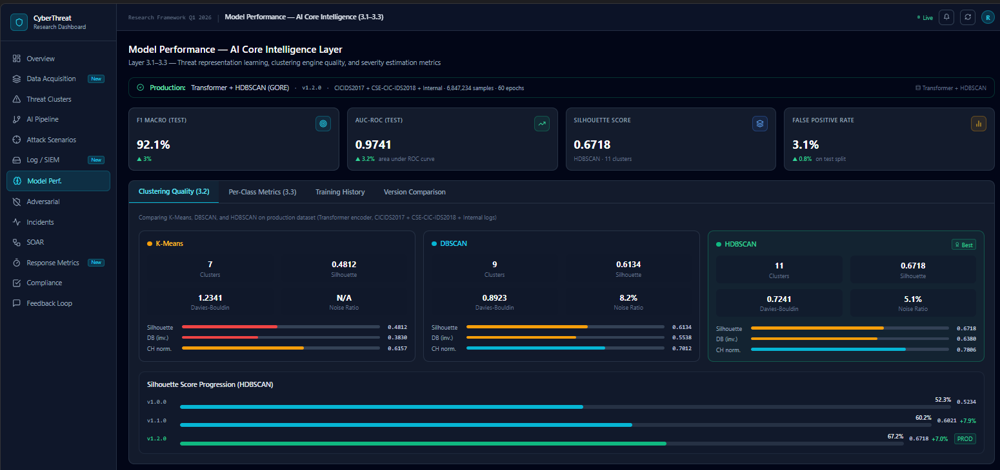 CyberThreat
Research Dashboard
Research Framework Q1 2026 | Model Performance — AI Core Intelligence (3.1–3.3)
Live
R
Overview
Data Acquisition New
Threat Clusters
AI Pipeline
Attack Scenarios
Log / SIEM New
Model Perf.
Adversarial
Incidents
SOAR
Response Metrics New
Compliance
Feedback Loop
Model Performance — AI Core Intelligence Layer
Layer 3.1–3.3 — Threat representation learning, clustering engine quality, and severity estimation metrics
Production: Transformer + HDBSCAN (GORE) · v1.2.0 · CICIDS2017 + CSE-CIC-IDS2018 + Internal · 6,847,234 samples · 60 epochs
Transformer + HDBSCAN
F1 MACRO (TEST)
92.1%
▲ 3%
AUC-ROC (TEST)
0.9741
▲ 3.2% area under ROC curve
SILHOUETTE SCORE
0.6718
HDBSCAN · 11 clusters
FALSE POSITIVE RATE
3.1%
▲ 0.8% on test split
Clustering Quality (3.2) Per-Class Metrics (3.3) Training History Version Comparison
Comparing K-Means, DBSCAN, and HDBSCAN on production dataset (Transformer encoder, CICIDS2017 + CSE-CIC-IDS2018 + Internal logs)
K-Means
7 0.4812
Clusters Silhouette
1.2341 N/A
Davies-Bouldin Noise Ratio
Silhouette 0.4812
DB (inv.) 0.3830
CH norm. 0.6157
DBSCAN
9 0.6134
Clusters Silhouette
0.8923 8.2%
Davies-Bouldin Noise Ratio
Silhouette 0.6134
DB (inv.) 0.5538
CH norm. 0.7012
HDBSCAN Best
11 0.6718
Clusters Silhouette
0.7241 5.1%
Davies-Bouldin Noise Ratio
Silhouette 0.6718
DB (inv.) 0.6380
CH norm. 0.7806
Silhouette Score Progression (HDBSCAN)
v1.0.0 52.3% 0.5234
v1.1.0 60.2% 0.6021 +7.9%
v1.2.0 67.2% 0.6718 +7.0% PROD